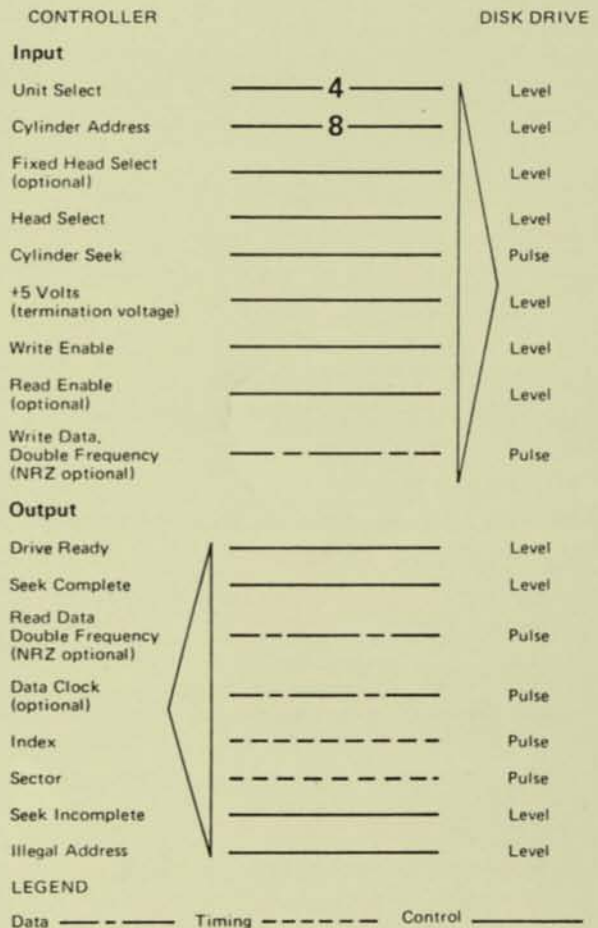 CONTROLLER DISK DRIVE
Input
Unit Select 4 Level
Cylinder Address 8 Level
Fixed Head Select
(optional) Level
Head Select Level
Cylinder Seek Pulse
+5 Volts
(termination voltage) Level
Write Enable Level
Read Enable
(optional) Level
Write Data,
Double Frequency
(NRZ optional) Pulse
Output
Drive Ready Level
Seek Complete Level
Read Data
Double Frequency
(NRZ optional) Pulse
Data Clock
(optional) Pulse
Index Pulse
Sector Pulse
Seek Incomplete Level
Illegal Address Level
LEGEND
Data Timing Control